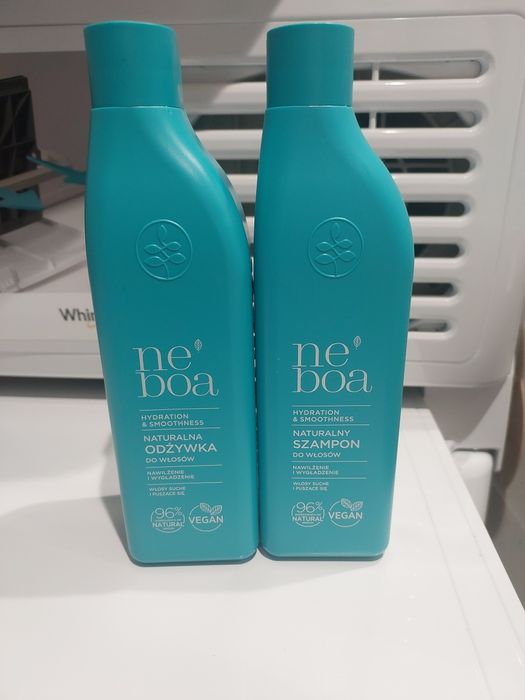 Whir
ne
boa
HYDRATION
& SMOOTHNESS
NATURALNA
ODŻYWKA
DO WŁOSÓW
NAWILŻENIE
I WYGŁADZENIE
WŁOSY SUCHE
I PUSZĄCE SIĘ
96%
NATURAL
VEGAN
ne
boa
HYDRATION
& SMOOTHNESS
NATURALNY
SZAMPON
DO WŁOSÓW
NAWILŻENIE
I WYGŁADZENIE
WŁOSY SUCHE
I PUSZĄCE SIĘ
96%
NATURAL
VEGAN